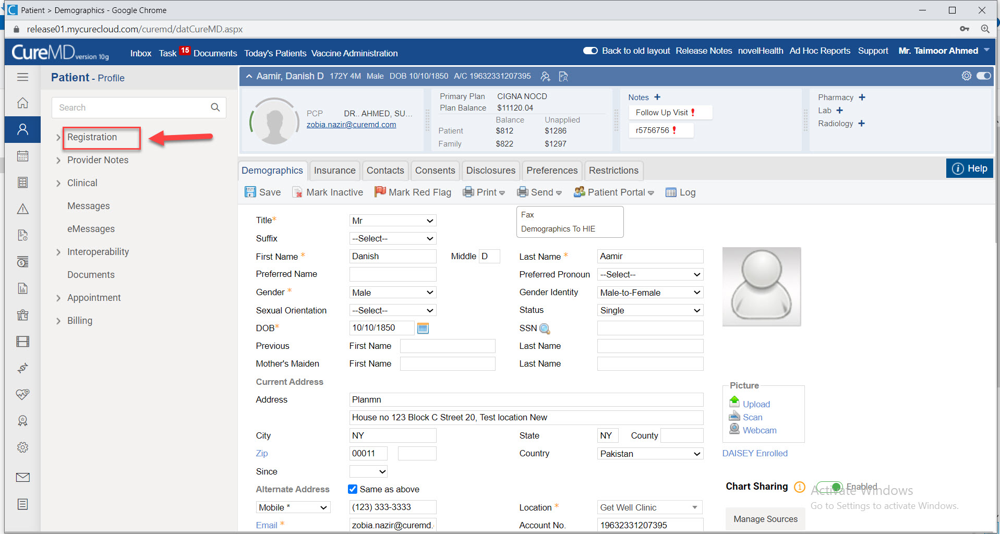 Patient > Demographics - Google Chrome
release01.mycurecloud.com/curemd/datCureMD.aspx
CureMD version 10g Inbox Task 15 Documents Today's Patients Vaccine Administration Back to old layout Release Notes novelHealth Ad Hoc Reports Support Mr. Taimoor Ahmed
Patient - Profile
Search
Registration
Provider Notes
Clinical
Messages
eMessages
Interoperability
Documents
Appointment
Billing
Aamir, Danish D 172Y 4M Male DOB 10/10/1850 A/C 19632331207395
PCP DR.. AHMED, SU...
zobia.nazir@curemd.com
Primary Plan CIGNA NOCD
Plan Balance $11120.04
Balance Unapplied
Patient $812 $1286
Family $822 $1297
Notes +
Follow Up Visit !
r5756756 !
Pharmacy +
Lab +
Radiology +
Demographics Insurance Contacts Consents Disclosures Preferences Restrictions
Help
Save Mark Inactive Mark Red Flag Print Send Patient Portal Log
Fax
Demographics To HIE
Title* Mr
Suffix --Select--
First Name * Danish Middle D Last Name * Aamir
Preferred Name Preferred Pronoun --Select--
Gender * Male Gender Identity Male-to-Female
Sexual Orientation --Select-- Status Single
DOB* 10/10/1850 SSN
Previous First Name Last Name
Mother's Maiden First Name Last Name
Current Address
Address Planmn
House no 123 Block C Street 20, Test location New
City NY State NY County
Zip 00011 Country Pakistan
Since
Alternate Address Same as above
Mobile * (123) 333-3333 Location * Get Well Clinic
Email * zobia.nazir@curemd. Account No. 19632331207395
Picture
Upload
Scan
Webcam
DAISEY Enrolled
Chart Sharing Enabled
Manage Sources
Activate Windows
Go to Settings to activate Windows.